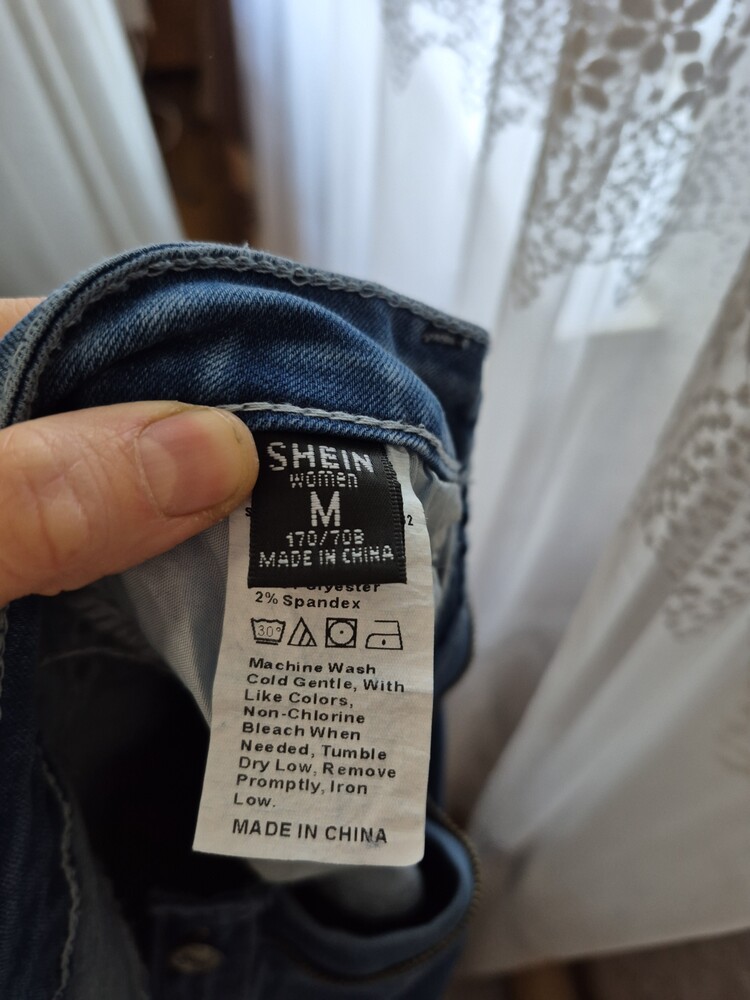 SHEIN
women
M
170/70B
MADE IN CHINA
Polyester
2% Spandex
30°
Machine Wash
Cold Gentle, With
Like Colors,
Non-Chlorine
Bleach When
Needed, Tumble
Dry Low, Remove
Promptly, Iron
Low.
MADE IN CHINA